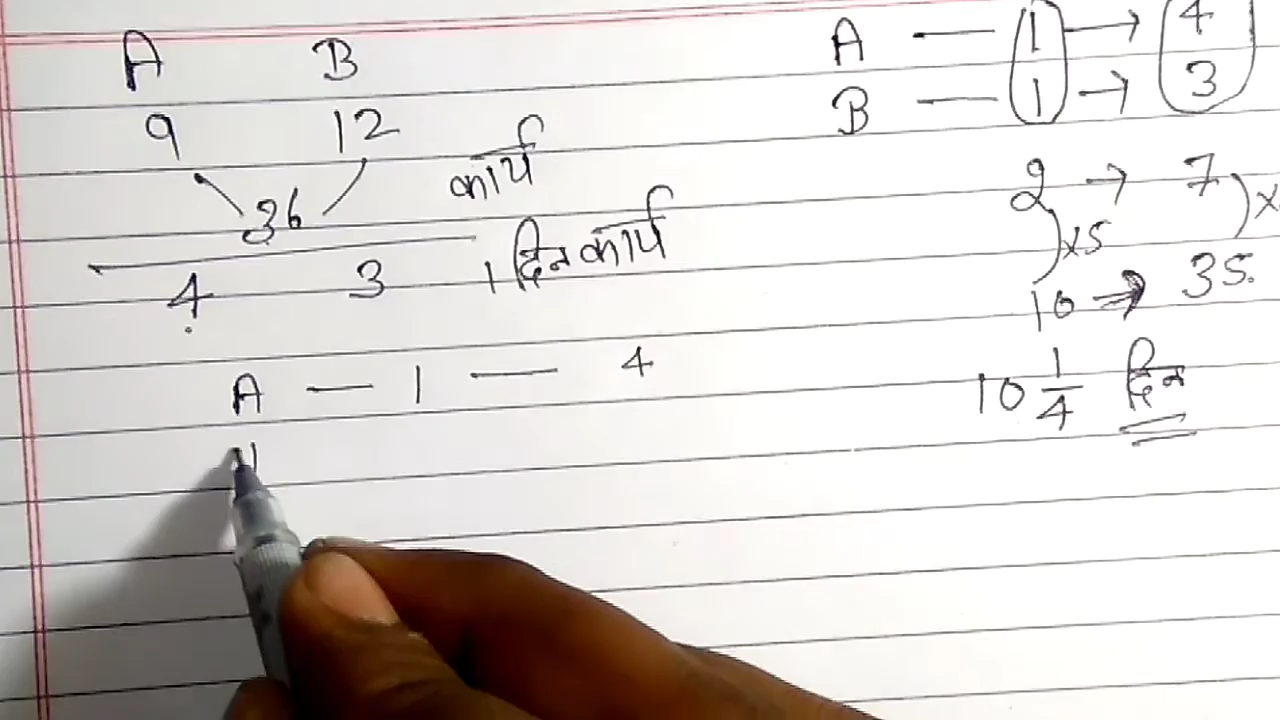 A B
9 12
36 कार्य
4 3 1 दिन कार्य
A — 1 — 4
A — 1 → 4
B — 1 → 3
2 → 7
×5 ×
10 → 35.
10 1/4 दिन